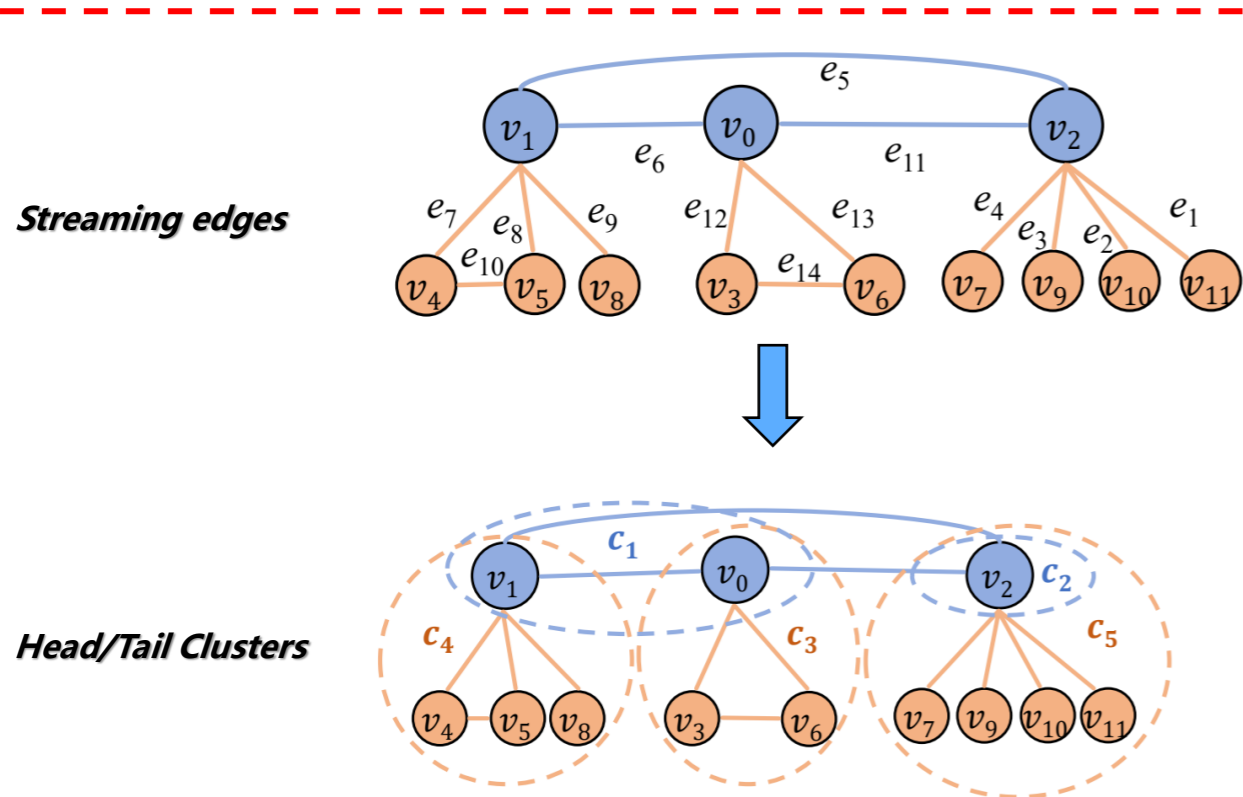 e5
v1 v0 v2
e6 e11
Streaming edges
e7 e8 e9 e12 e13 e4 e3 e2 e1
e10 e14
v4 v5 v8 v3 v6 v7 v9 v10 v11
c1
v1 v0 v2 c2
Head/Tail Clusters
c4 c3 c5
v4 v5 v8 v3 v6 v7 v9 v10 v11